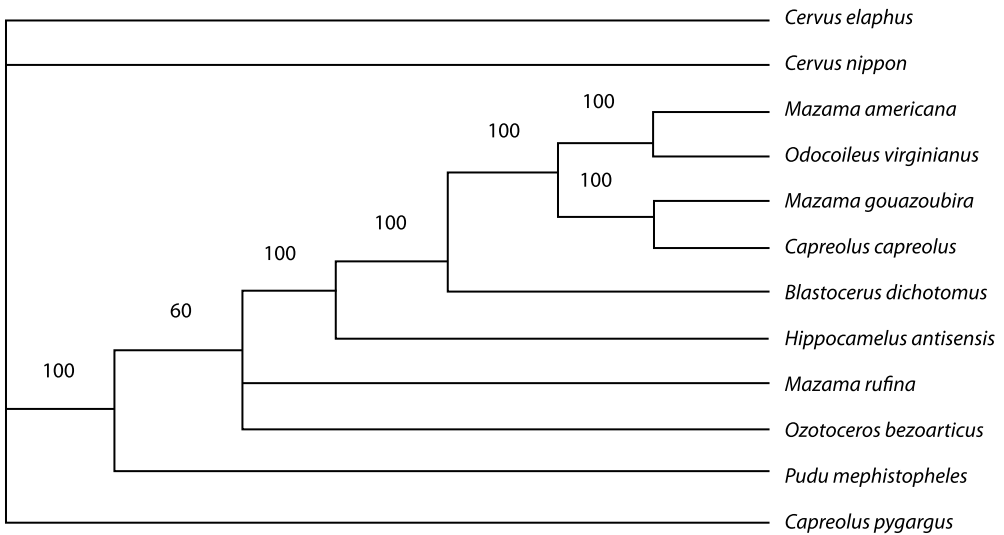 Cervus elaphus
Cervus nippon
100
Mazama americana
100
Odocoileus virginianus
100
Mazama gouazoubira
100
Capreolus capreolus
100
Blastocerus dichotomus
60
Hippocamelus antisensis
100
Mazama rufina
Ozotoceros bezoarticus
Pudu mephistopheles
Capreolus pygargus